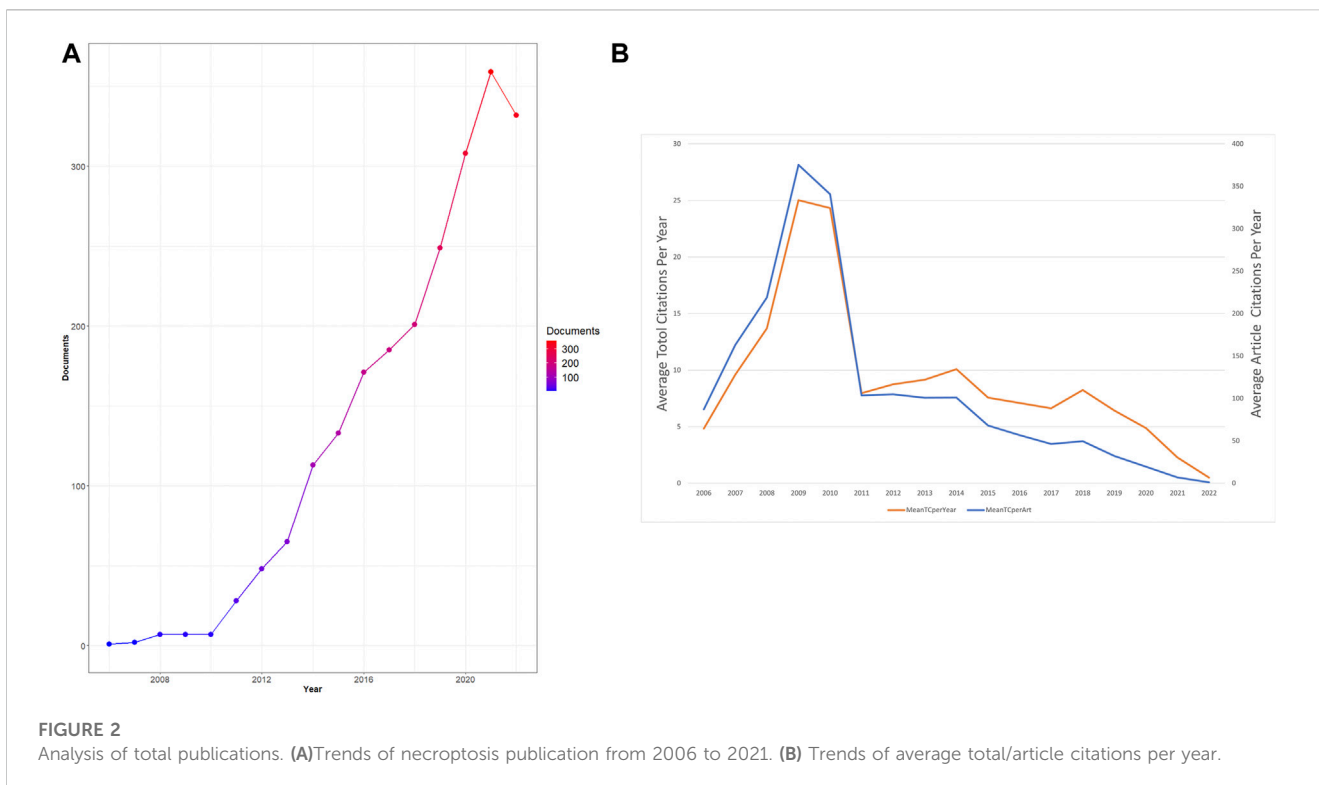 A
300
200
100
0
Documents
2008
2012
2016
2020
Year
Documents
300
200
100
B
30
25
20
15
10
5
0
Average Totol Citations Per Year
400
350
300
250
200
150
100
50
0
Average Article Citations Per Year
2006 2007 2008 2009 2010 2011 2012 2013 2014 2015 2016 2017 2018 2019 2020 2021 2022
MeanTCperYear MeanTCperArt
FIGURE 2
Analysis of total publications. (A)Trends of necroptosis publication from 2006 to 2021. (B) Trends of average total/article citations per year.